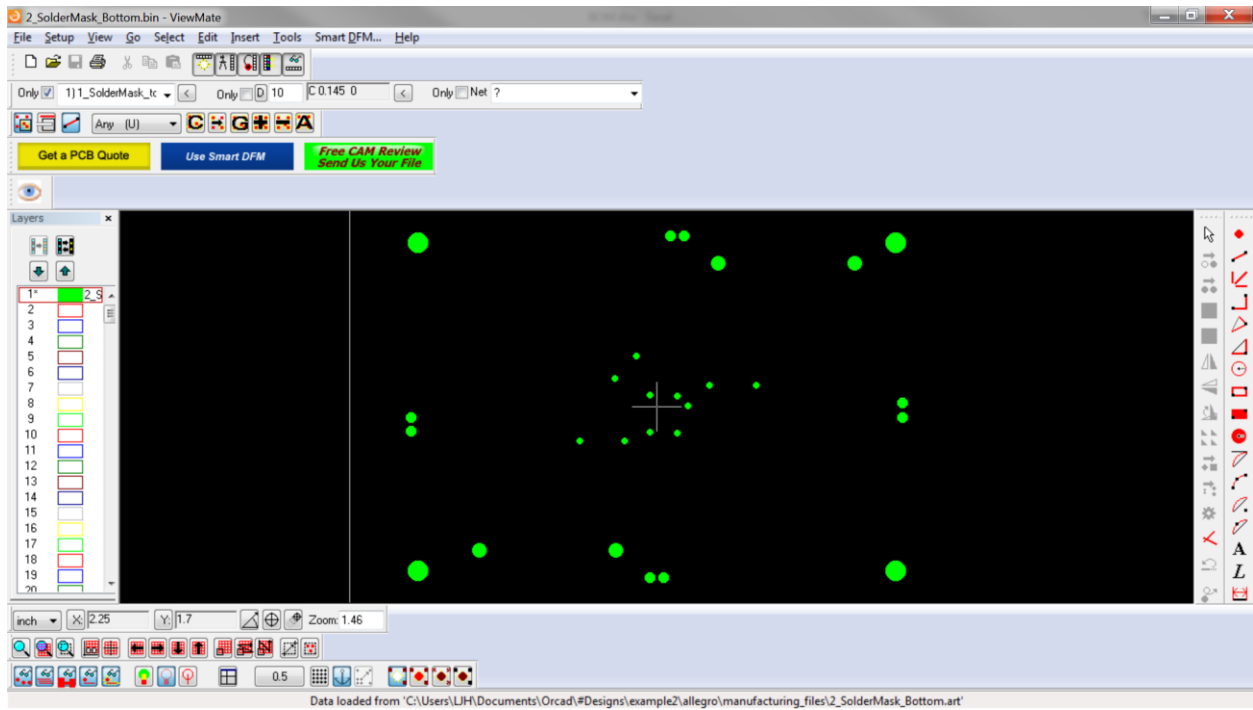 2_SolderMask_Bottom.bin - ViewMate
File Setup View Go Select Edit Insert Tools Smart DFM... Help
Only 1) 1_SolderMask_tc < Only D 10 C 0.145 0 < Only Net ?
Any (U) C G A
Get a PCB Quote Use Smart DFM Free CAM Review
Send Us Your File
Layers x
1* 2_S
2
3
4
5
6
7
8
9
10
11
12
13
14
15
16
17
18
19
20
A
L
inch X: 2.25 Y: 1.7 Zoom: 1.46
0.5
Data loaded from 'C:\Users\LJH\Documents\Orcad\#Designs\example2\allegro\manufacturing_files\2_SolderMask_Bottom.art'